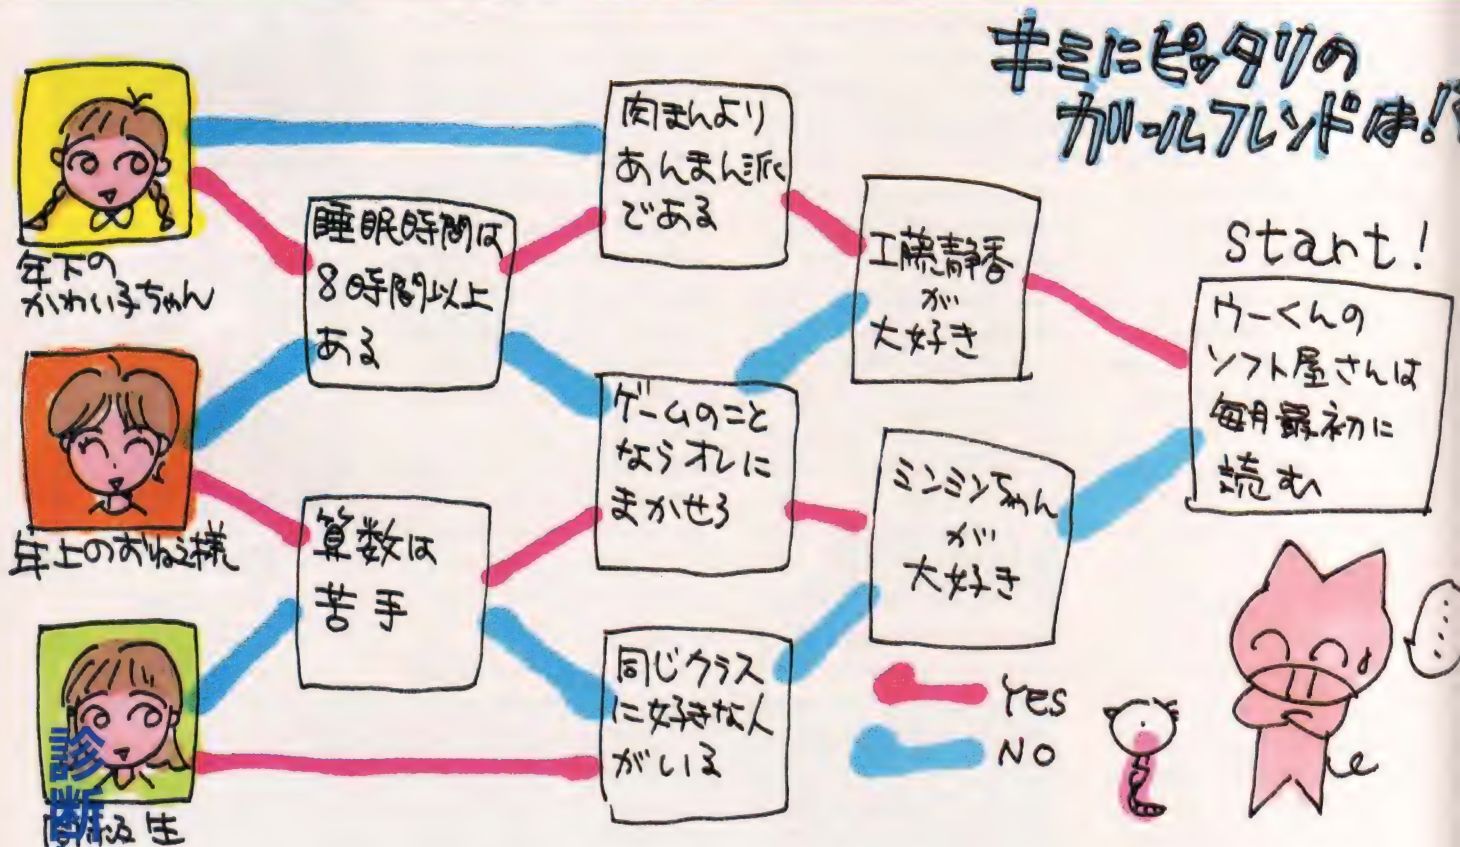 キミにピッタリの
ガールフレンドは!?
start!
ウーくんの
ソフト屋さんは
毎月最初に
読む
工藤静香
が
大好き
ミンミンちゃん
が
大好き
肉まんより
あんまん派
である
ゲームのこと
ならオレに
まかせろ
同じクラス
に好きな人
がいる
睡眠時間は
8時間以上
ある
算数は
苦手
年下の
かわい子ちゃん
年上のおねえ様
同級生
診断
YES
NO